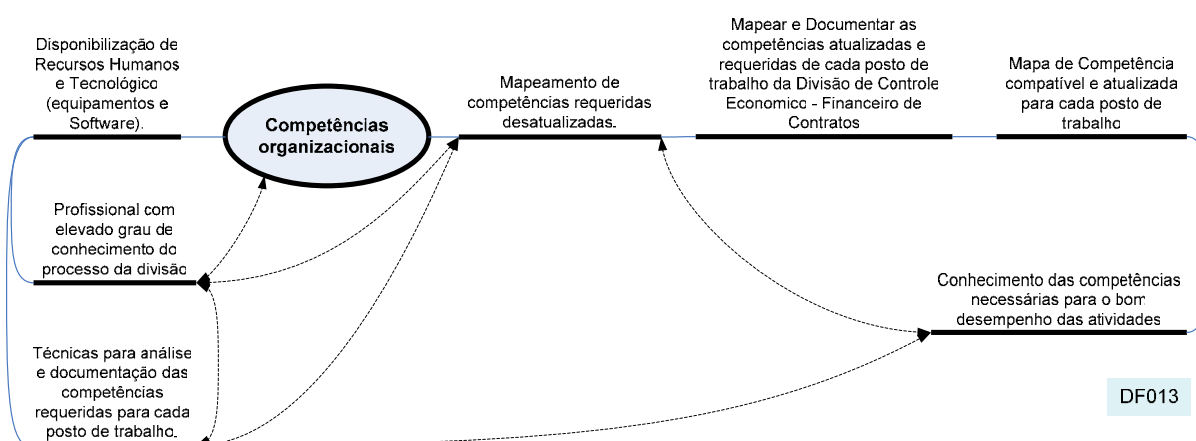 Disponibilização de
Recursos Humanos
e Tecnológico
(equipamentos e
Software).
Competências
organizacionais
Mapeamento de
competências requeridas
desatualizadas.
Mapear e Documentar as
competências atualizadas e
requeridas de cada posto de
trabalho da Divisão de Controle
Economico - Financeiro de
Contratos
Mapa de Competência
compatível e atualizada
para cada posto de
trabalho
Profissional com
elevado grau de
conhecimento do
processo da divisão
Conhecimento das competências
necessárias para o bom
desempenho das atividades
Técnicas para análise
e documentação das
competências
requeridas para cada
posto de trabalho.
DF013